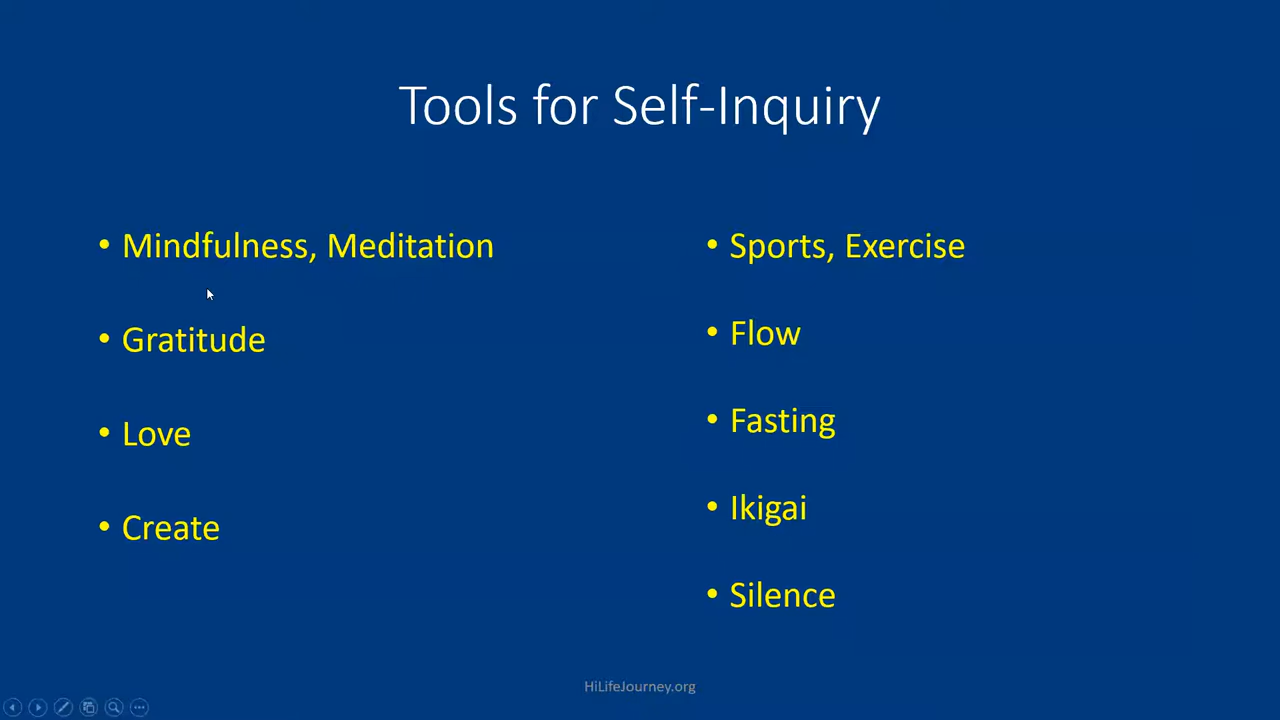 Tools for Self-Inquiry
• Mindfulness, Meditation
• Gratitude
• Love
• Create
• Sports, Exercise
• Flow
• Fasting
• Ikigai
• Silence
HiLifeJourney.org